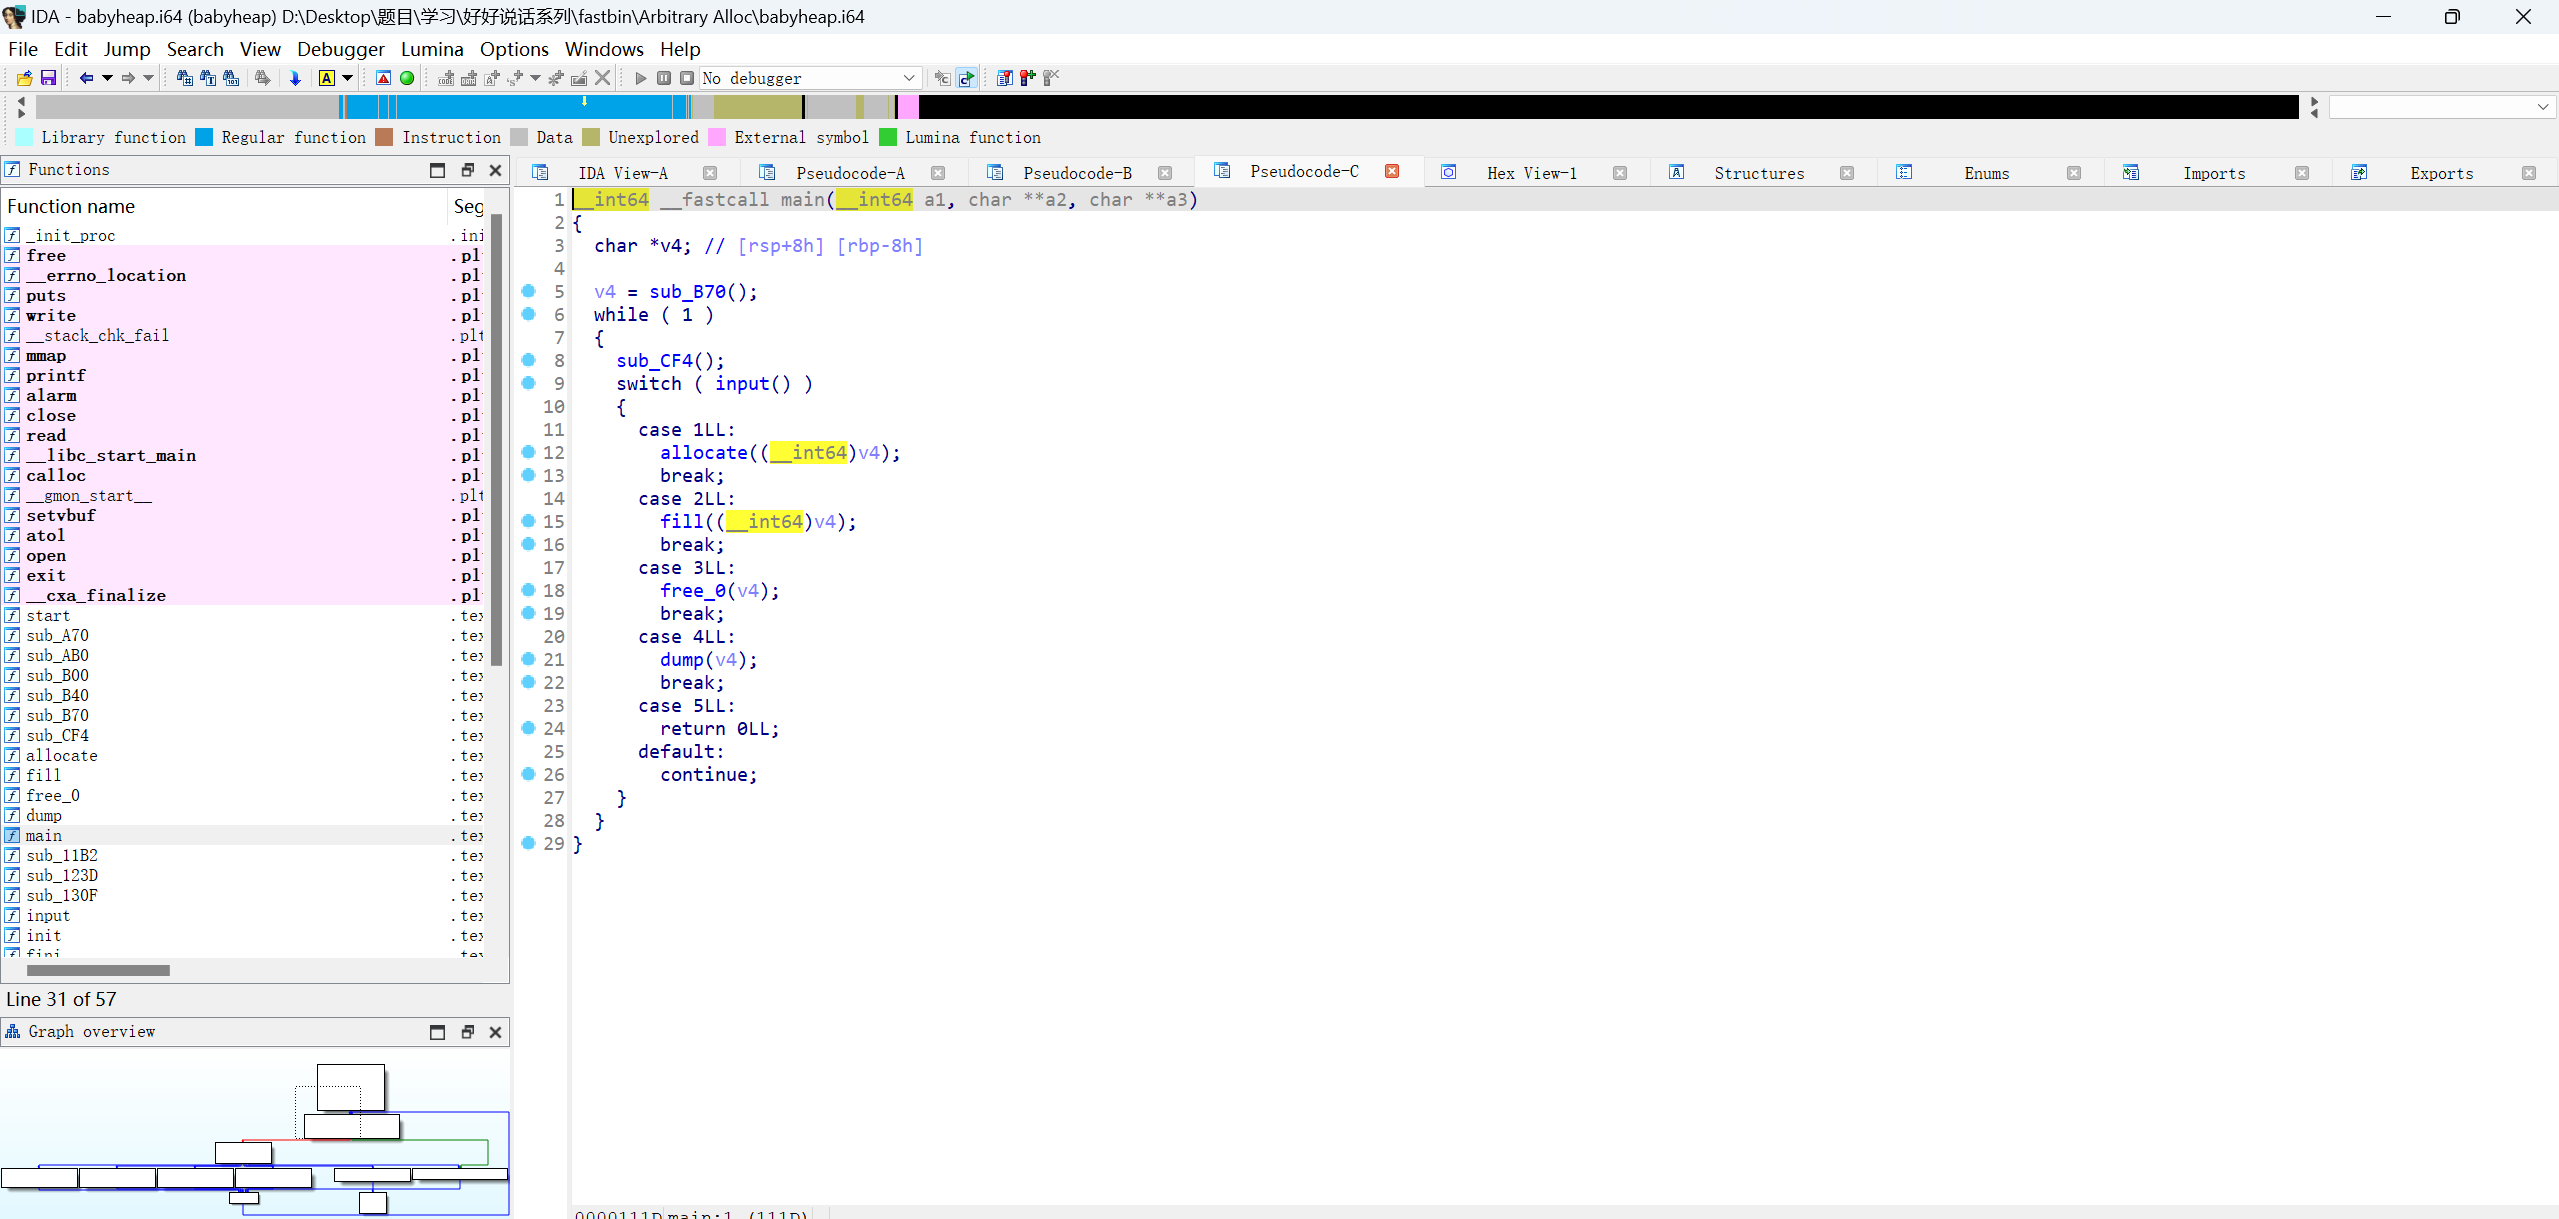 IDA - babyheap.i64 (babyheap) D:\Desktop\题目\学习\好好说话系列\fastbin\Arbitrary Alloc\babyheap.i64
File Edit Jump Search View Debugger Lumina Options Windows Help
No debugger
Library function Regular function Instruction Data Unexplored External symbol Lumina function
Functions
IDA View-A Pseudocode-A Pseudocode-B Pseudocode-C Hex View-1 Structures Enums Imports Exports
Function name Seg
_init_proc .ini
free .pl
__errno_location .pl
puts .pl
write .pl
__stack_chk_fail .plt
mmap .pl
printf .pl
alarm .pl
close .pl
read .pl
__libc_start_main .pl
calloc .pl
__gmon_start__ .plt
setvbuf .pl
atol .pl
open .pl
exit .pl
__cxa_finalize .pl
start .tex
sub_A70 .tex
sub_AB0 .tex
sub_B00 .tex
sub_B40 .tex
sub_B70 .tex
sub_CF4 .tex
allocate .tex
fill .tex
free_0 .tex
dump .tex
main .tex
sub_11B2 .tex
sub_123D .tex
sub_130F .tex
input .tex
init .tex
fini .tex
Line 31 of 57
Graph overview
1 __int64 __fastcall main(__int64 a1, char **a2, char **a3)
2 {
3 char *v4; // [rsp+8h] [rbp-8h]
4
5 v4 = sub_B70();
6 while ( 1 )
7 {
8 sub_CF4();
9 switch ( input() )
10 {
11 case 1LL:
12 allocate((__int64)v4);
13 break;
14 case 2LL:
15 fill((__int64)v4);
16 break;
17 case 3LL:
18 free_0(v4);
19 break;
20 case 4LL:
21 dump(v4);
22 break;
23 case 5LL:
24 return 0LL;
25 default:
26 continue;
27 }
28 }
29 }
0000111D main:1 (111D)